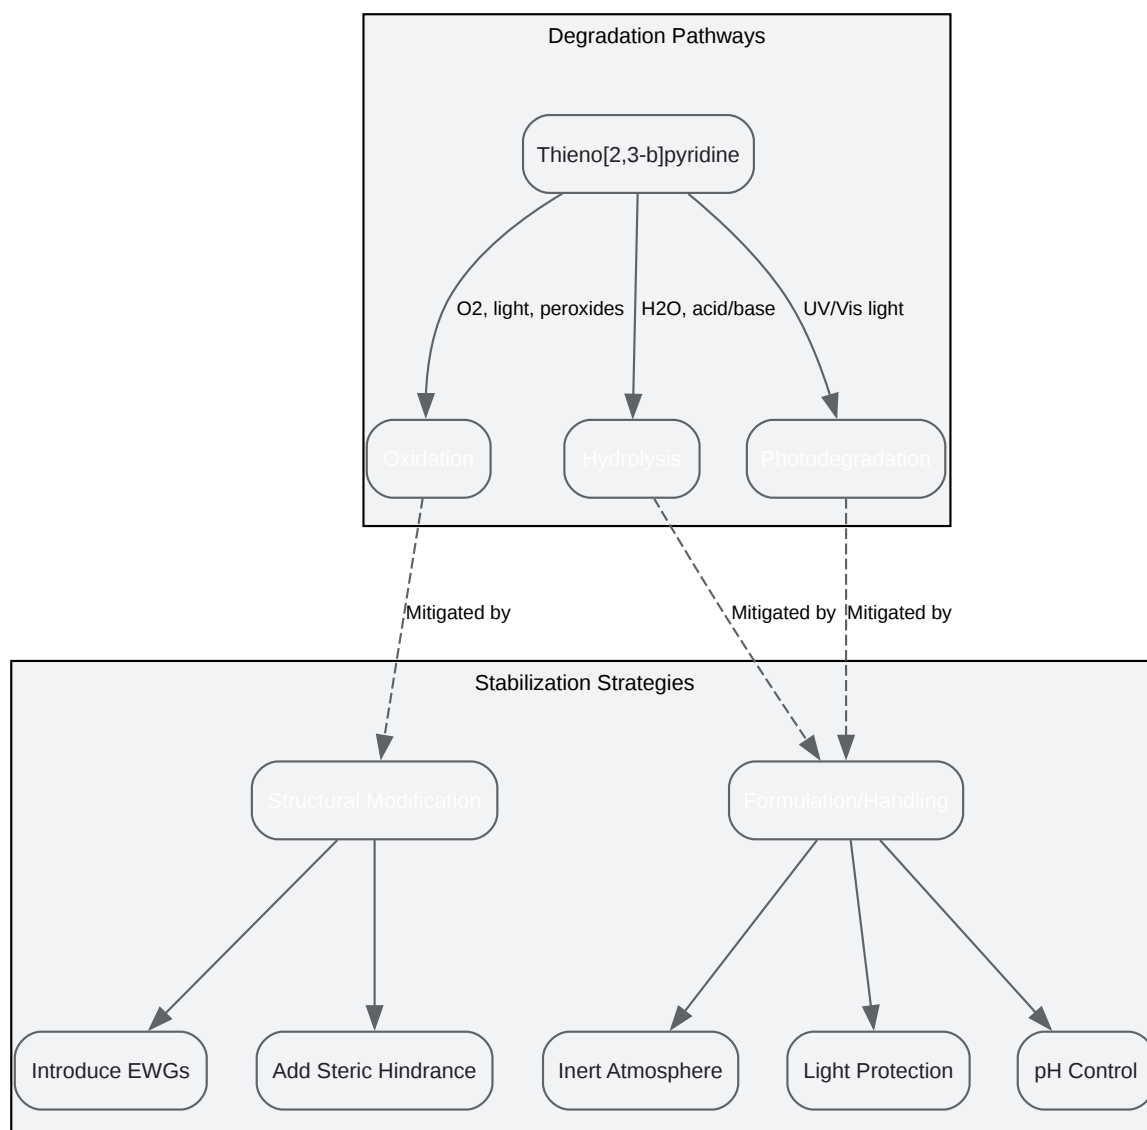 Degradation Pathways
Thieno[2,3-b]pyridine
O2, light, peroxides
H2O, acid/base
UV/Vis light
Oxidation
Hydrolysis
Photodegradation
Mitigated by
Mitigated by
Mitigated by
Stabilization Strategies
Structural Modification
Formulation/Handling
Introduce EWGs
Add Steric Hindrance
Inert Atmosphere
Light Protection
pH Control